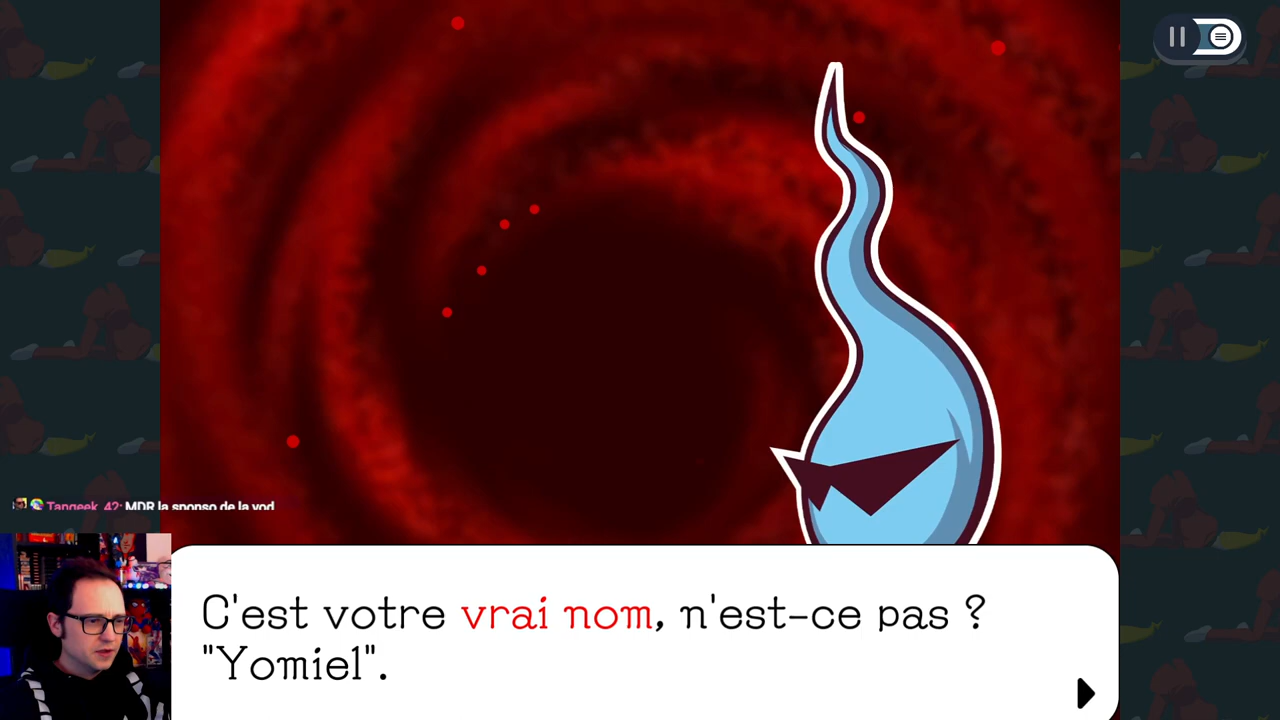 Tangeek_42: MDR la sponso de la vod
C'est votre vrai nom, n'est-ce pas ?
"Yomiel".